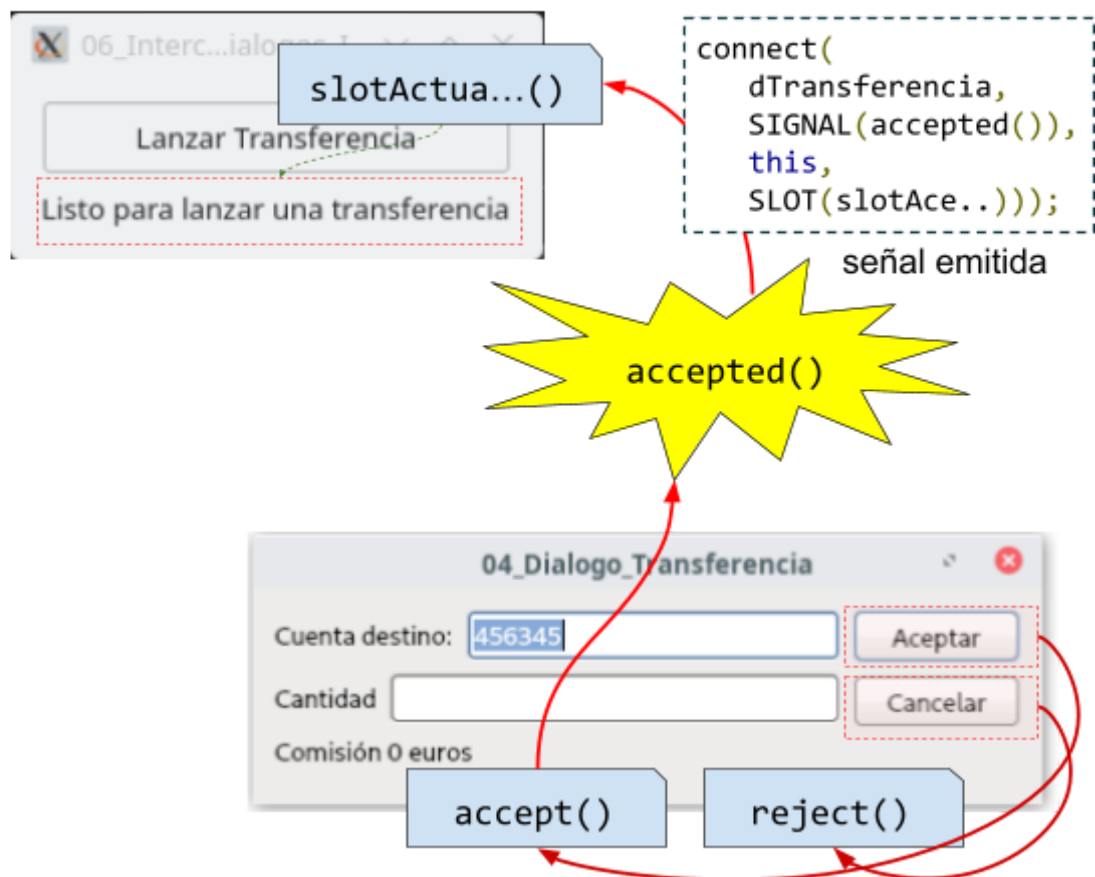 06_Interc...ialogos_I
slotActua...()
Lanzar Transferencia
Listo para lanzar una transferencia
connect(
dTransferencia,
SIGNAL(accepted()),
this,
SLOT(slotAce..)));
señal emitida
accepted()
04_Dialogo_Transferencia
Cuenta destino: 456345
Aceptar
Cantidad
Cancelar
Comisión 0 euros
accept()
reject()